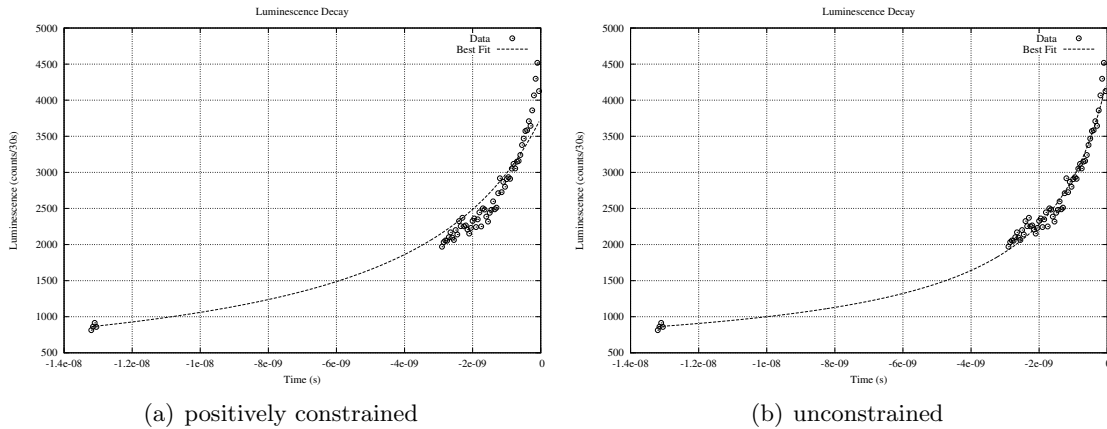 Luminescence Decay
5000
4500
4000
3500
3000
2500
2000
1500
1000
500
Luminescence (counts/30s)
Data
Best Fit
-1.4e-08 -1.2e-08 -1e-08 -8e-09 -6e-09 -4e-09 -2e-09 0
Time (s)
(a) positively constrained
Luminescence Decay
5000
4500
4000
3500
3000
2500
2000
1500
1000
500
Luminescence (counts/30s)
Data
Best Fit
-1.4e-08 -1.2e-08 -1e-08 -8e-09 -6e-09 -4e-09 -2e-09 0
Time (s)
(b) unconstrained